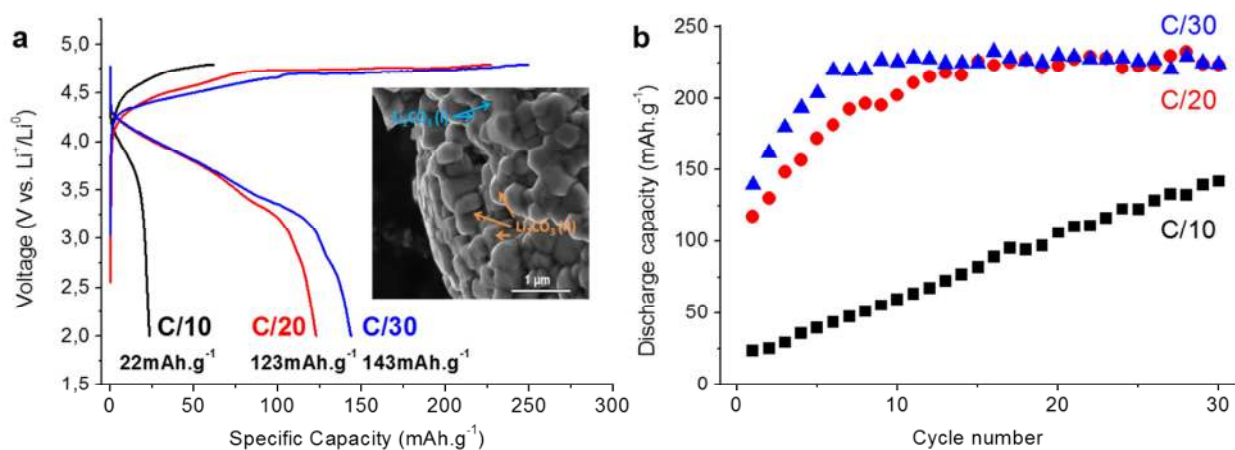 a
Voltage (V vs. Li⁺/Li⁰)
5,0
4,5
4,0
3,5
3,0
2,5
2,0
1,5
Li₂CO₃ (I)
Li₂CO₃ (II)
1 µm
C/10
C/20
C/30
22mAh.g⁻¹
123mAh.g⁻¹
143mAh.g⁻¹
0 50 100 150 200 250 300
Specific Capacity (mAh.g⁻¹)
b
Discharge capacity (mAh.g⁻¹)
250
200
150
100
50
0
C/30
C/20
C/10
0 10 20 30
Cycle number